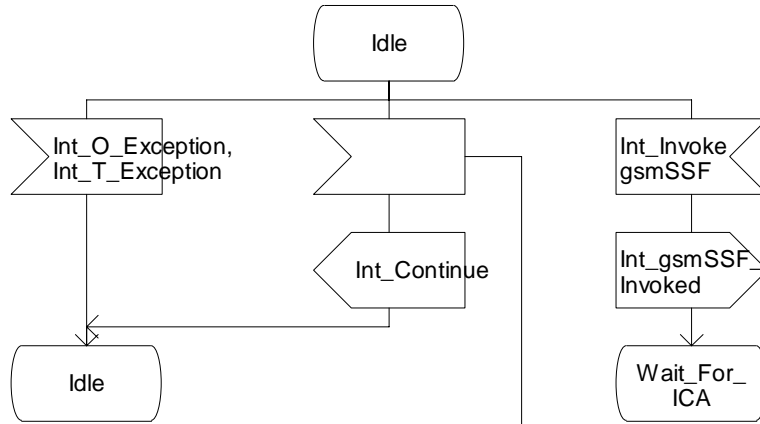 Idle
Int_O_Exception,
Int_T_Exception
Int_Invoke
gsmSSF
Int_Continue
Int_gsmSSF_
Invoked
Idle
Wait_For_
ICA